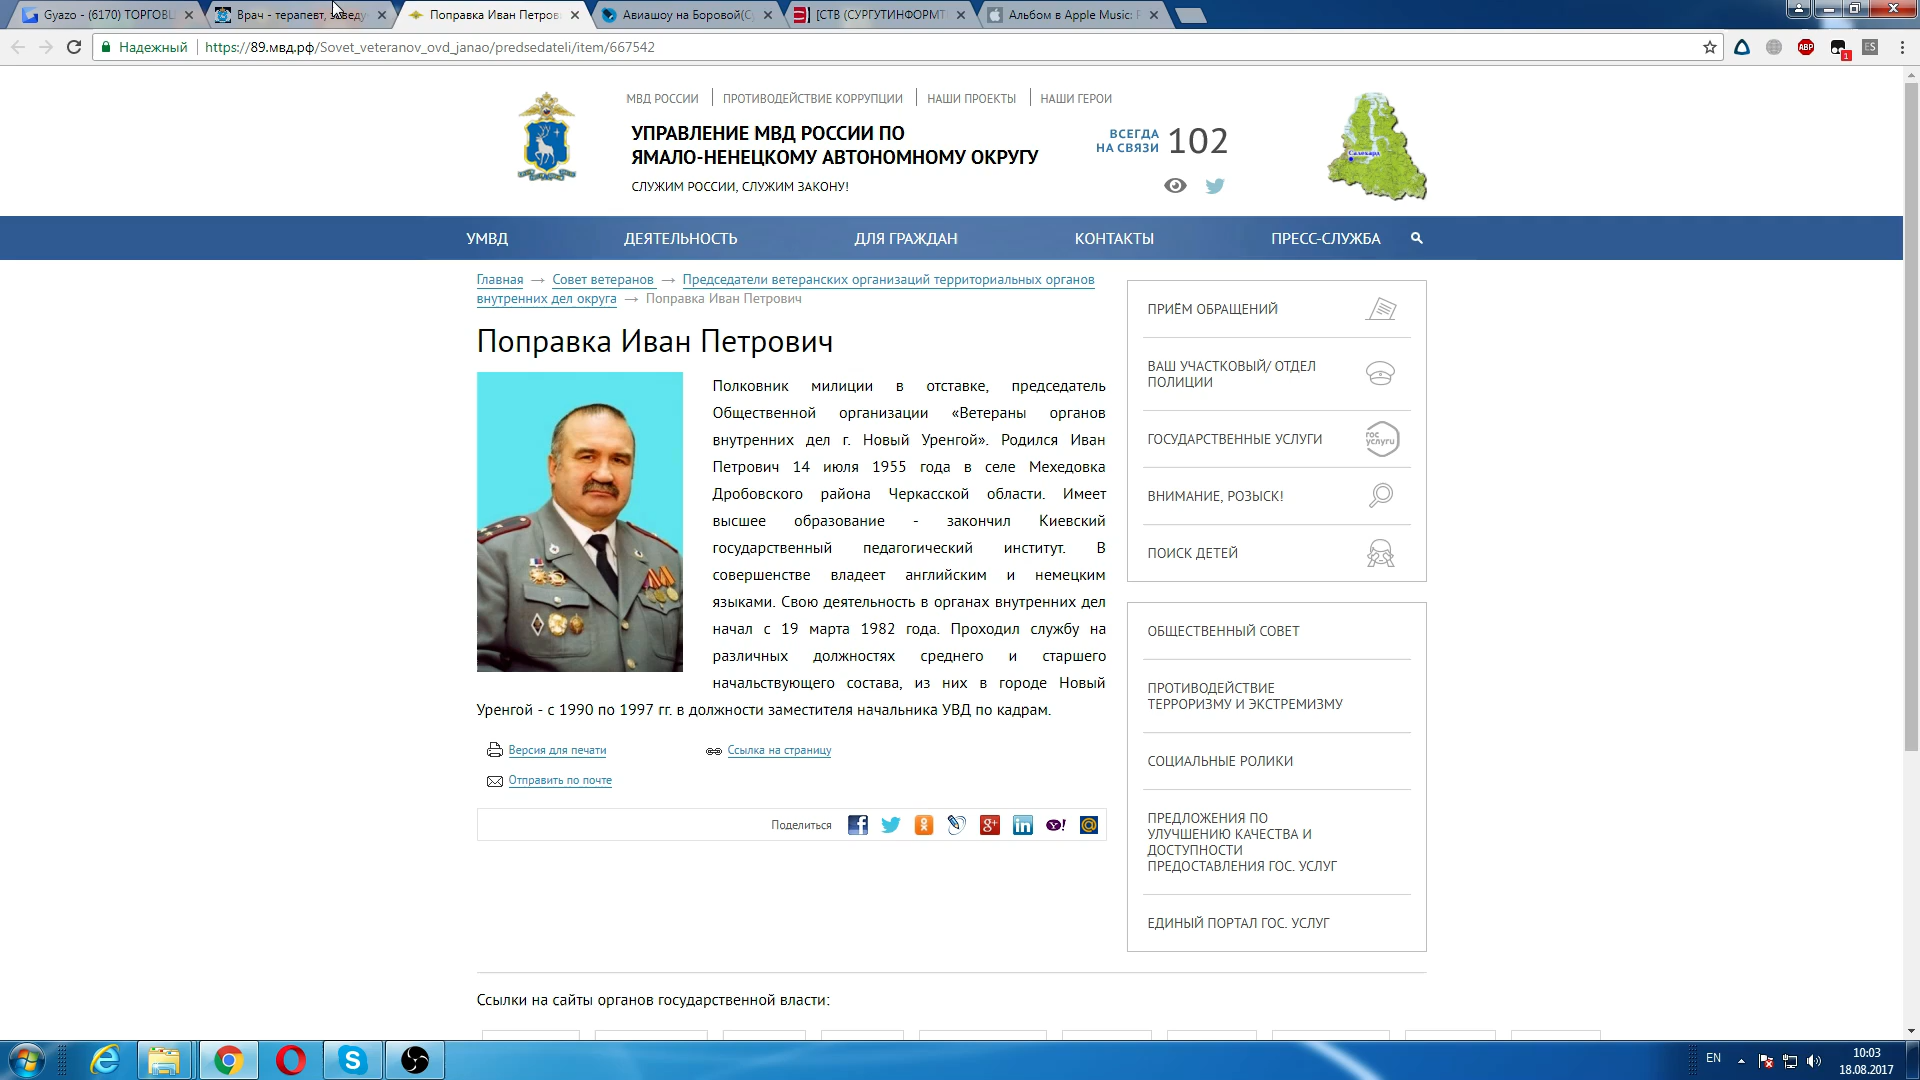 Gyazo - (6170) ТОРГОВЫ
Врач - терапевт,
Поправка Иван Петрови
Авиашоу на Боровой(С
[СТВ (СУРГУТИНФОРМТ
Альбом в Apple Music:
Надежный
https://89.мвд.рф/Sovet_veteranov_ovd_janao/predsedateli/item/667542
ABP
1
ES
МВД РОССИИ
ПРОТИВОДЕЙСТВИЕ КОРРУПЦИИ
НАШИ ПРОЕКТЫ
НАШИ ГЕРОИ
УПРАВЛЕНИЕ МВД РОССИИ ПО
ЯМАЛО-НЕНЕЦКОМУ АВТОНОМНОМУ ОКРУГУ
СЛУЖИМ РОССИИ, СЛУЖИМ ЗАКОНУ!
ВСЕГДА
НА СВЯЗИ
102
Салехард
УМВД
ДЕЯТЕЛЬНОСТЬ
ДЛЯ ГРАЖДАН
КОНТАКТЫ
ПРЕСС-СЛУЖБА
Главная → Совет ветеранов → Председатели ветеранских организаций территориальных органов
внутренних дел округа → Поправка Иван Петрович
Поправка Иван Петрович
Полковник милиции в отставке, председатель
Общественной организации «Ветераны органов
внутренних дел г. Новый Уренгой». Родился Иван
Петрович 14 июля 1955 года в селе Мехедовка
Дробовского района Черкасской области. Имеет
высшее образование - закончил Киевский
государственный педагогический институт. В
совершенстве владеет английским и немецким
языками. Свою деятельность в органах внутренних дел
начал с 19 марта 1982 года. Проходил службу на
различных должностях среднего и старшего
начальствующего состава, из них в городе Новый
Уренгой - с 1990 по 1997 гг. в должности заместителя начальника УВД по кадрам.
Версия для печати
Ссылка на страницу
Отправить по почте
Поделиться
ПРИЁМ ОБРАЩЕНИЙ
ВАШ УЧАСТКОВЫЙ/ ОТДЕЛ
ПОЛИЦИИ
ГОСУДАРСТВЕННЫЕ УСЛУГИ
гос
услуги
ВНИМАНИЕ, РОЗЫСК!
ПОИСК ДЕТЕЙ
ОБЩЕСТВЕННЫЙ СОВЕТ
ПРОТИВОДЕЙСТВИЕ
ТЕРРОРИЗМУ И ЭКСТРЕМИЗМУ
СОЦИАЛЬНЫЕ РОЛИКИ
ПРЕДЛОЖЕНИЯ ПО
УЛУЧШЕНИЮ КАЧЕСТВА И
ДОСТУПНОСТИ
ПРЕДОСТАВЛЕНИЯ ГОС. УСЛУГ
ЕДИНЫЙ ПОРТАЛ ГОС. УСЛУГ
Ссылки на сайты органов государственной власти:
EN
10:03
18.08.2017